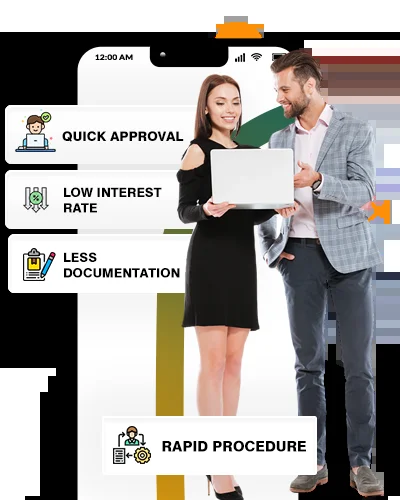 12:00 AM
QUICK APPROVAL
LOW INTEREST
RATE
LESS
DOCUMENTATION
RAPID PROCEDURE